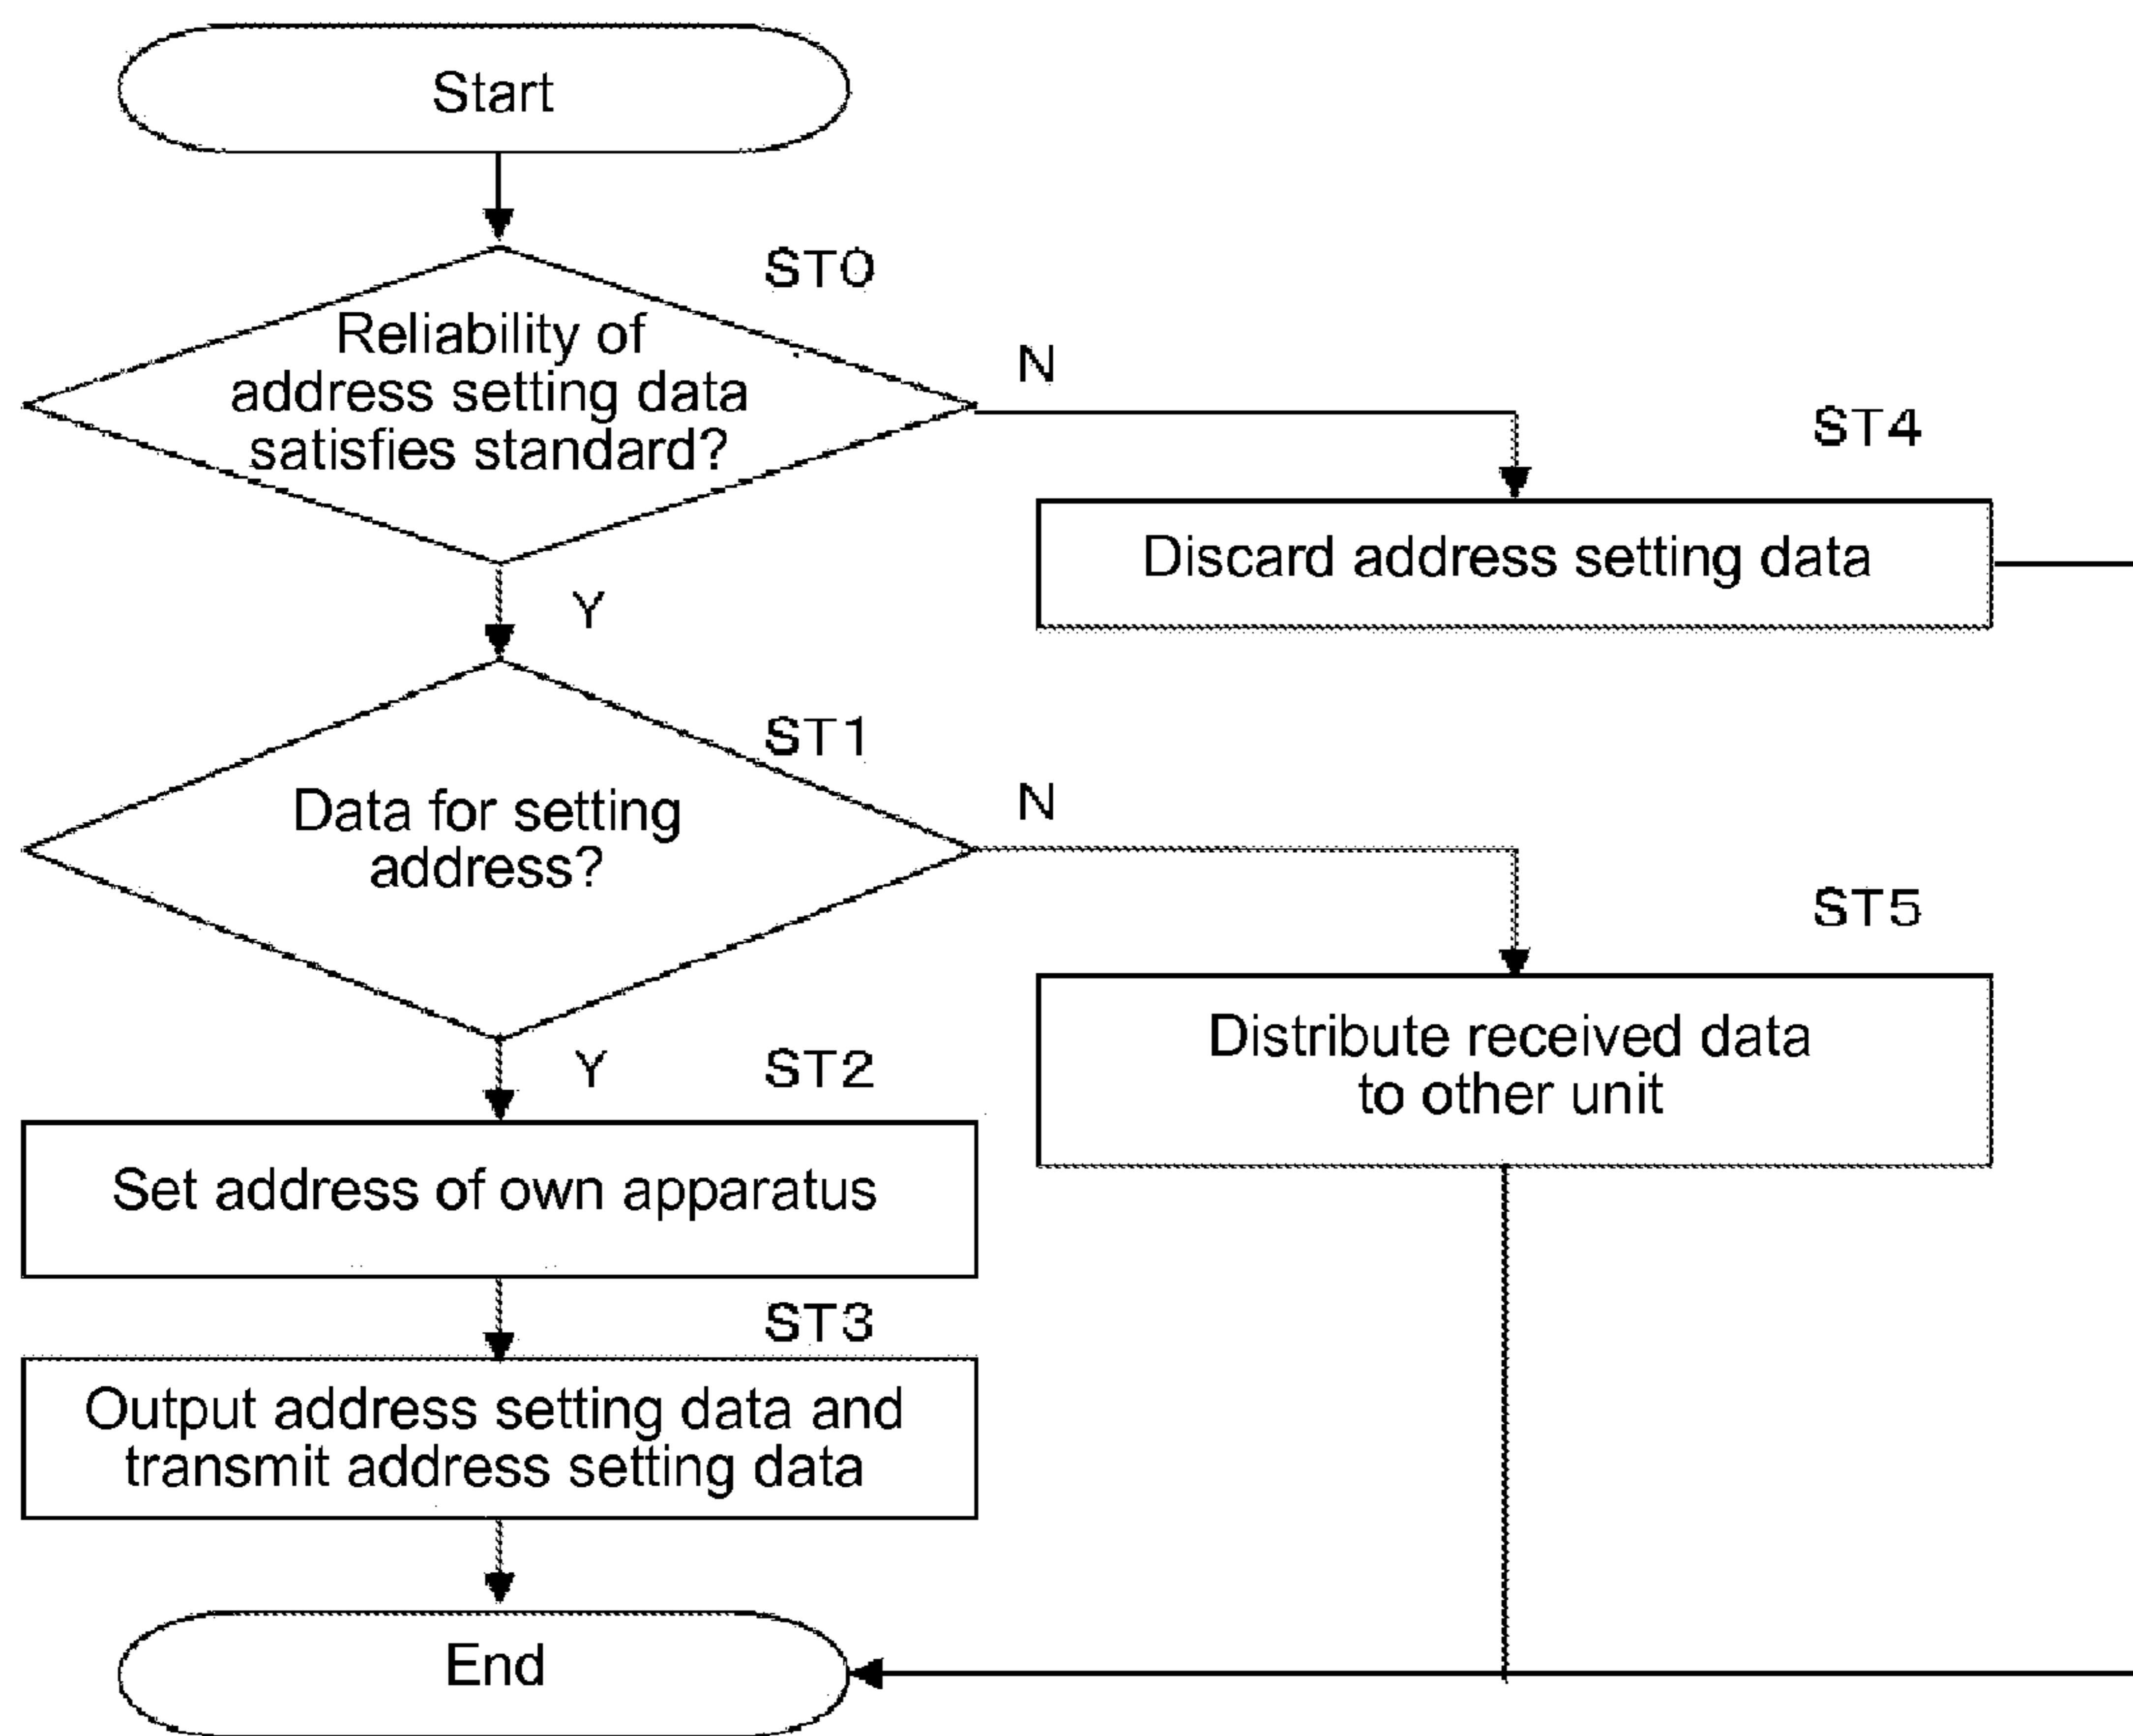 Start
ST0
Reliability of
address setting data
satisfies standard?
N
ST4
Discard address setting data
Y
ST1
Data for setting
address?
N
ST5
Distribute received data
to other unit
Y
ST2
Set address of own apparatus
ST3
Output address setting data and
transmit address setting data
End